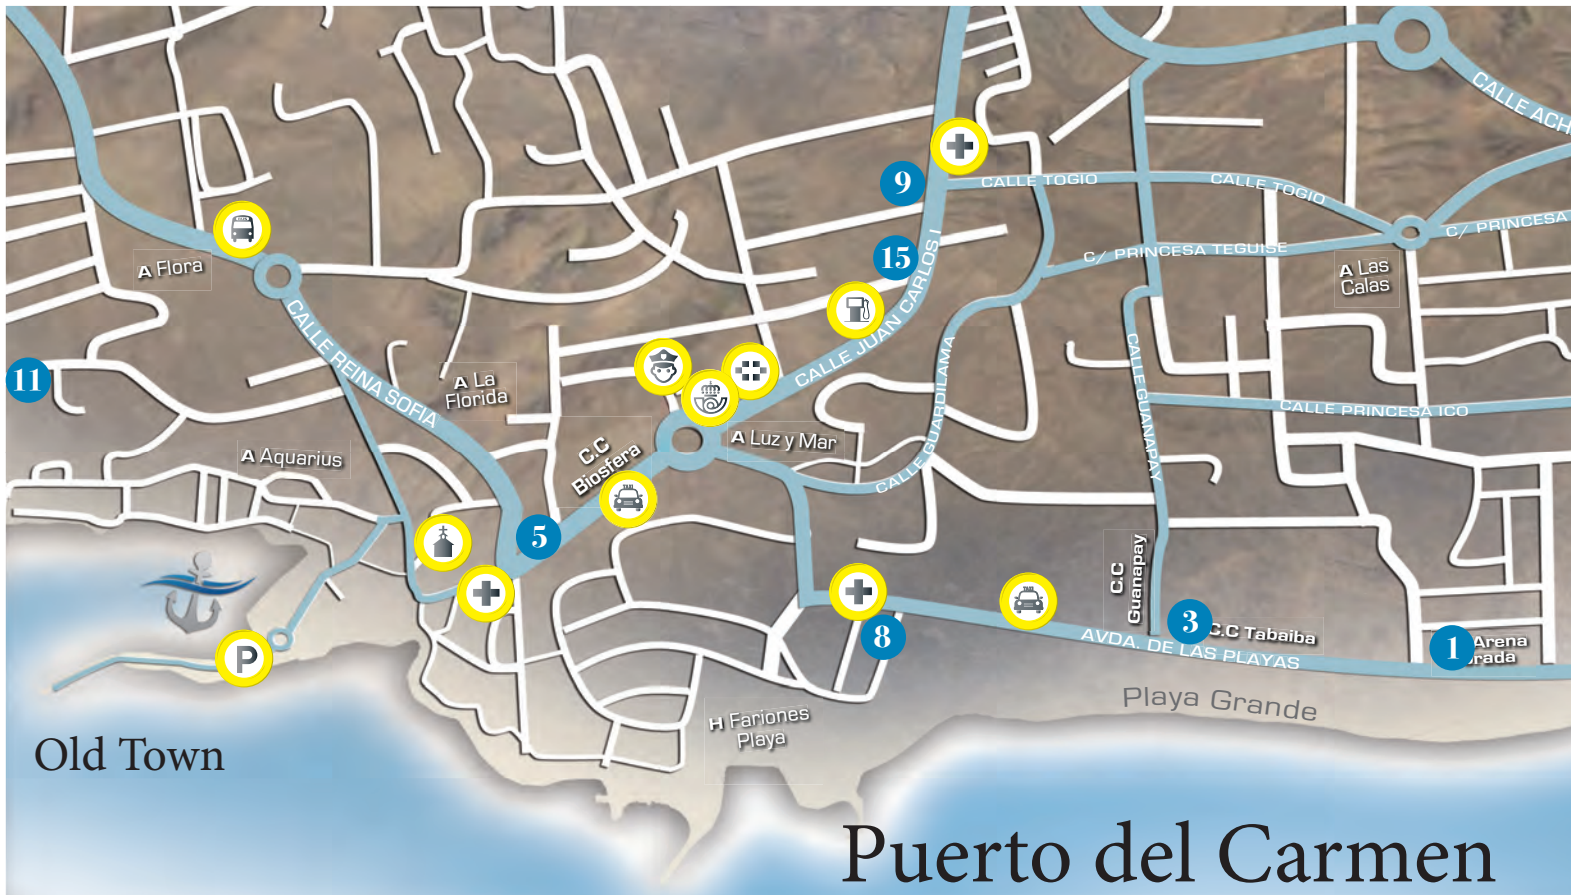 CALLE ACH
9
CALLE TOGIO
CALLE TOGIO
C/ PRINCESA
C/ PRINCESA TEGUISE
A Flora
15
A Las
Calas
CALLE JUAN CARLOS I
CALLE REINA SOFIA
11
A La
Florida
CALLE GUARDILAMA
CALLE GUANAPAY
CALLE PRINCESA ICO
A Luz y Mar
A Aquarius
C.C
Biosfera
TAXI
5
C.C
Guanapay
TAXI
8
3
C.C Tabaiba
AVDA. DE LAS PLAYAS
1
Arena
P
Playa Grande
H Fariones
Playa
Old Town
Puerto del Carmen